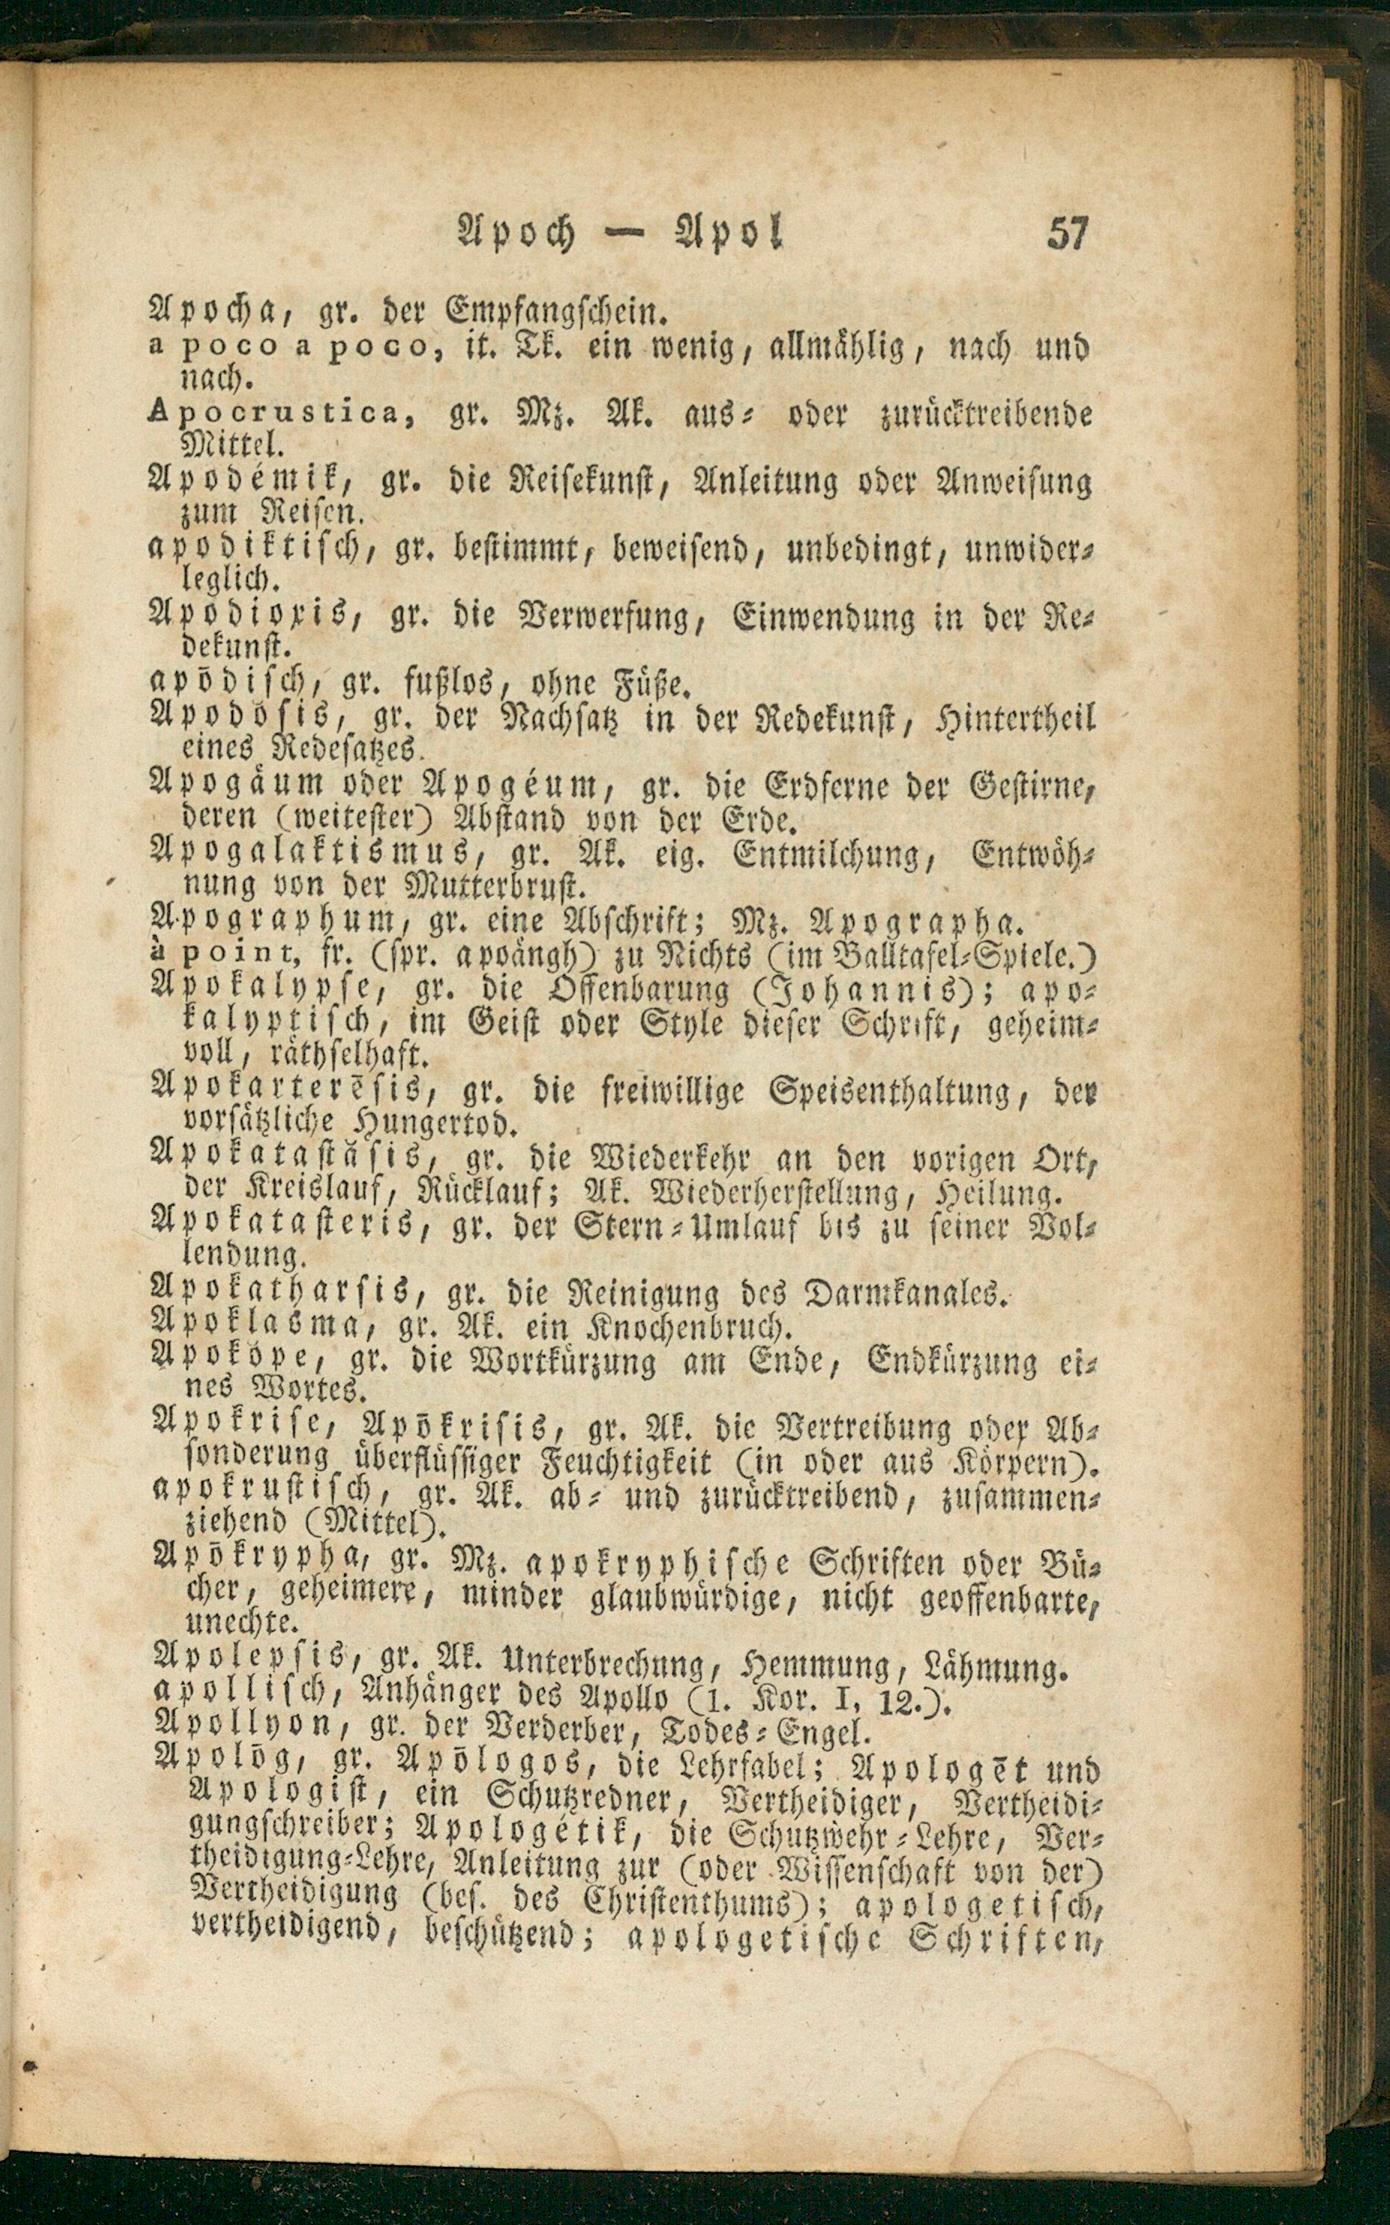 Apoch — Apol 57
Apocha, gr. der Empfangschein.
a poco a poco, it. Tk. ein wenig, allmählig, nach und
nach.
Apocrustica, gr. Mz. Ak. aus- oder zurücktreibende
Mittel.
Apodémik, gr. die Reisekunst, Anleitung oder Anweisung
zum Reisen.
apodiktisch, gr. bestimmt, beweisend, unbedingt, unwider-
leglich.
Apōdioxis, gr. die Verwerfung, Einwendung in der Re-
dekunst.
apōdisch, gr. fußlos, ohne Füße.
Apodŏsis, gr. der Nachsatz in der Redekunst, Hintertheil
eines Redesatzes.
Apogäum oder Apogéum, gr. die Erdferne der Gestirne,
deren (weitester) Abstand von der Erde.
Apogalaktismus, gr. Ak. eig. Entmilchung, Entwöh-
nung von der Mutterbrust.
Apographum, gr. eine Abschrift; Mz. Apographa.
à point, fr. (spr. apoängh) zu Nichts (im Balltafel-Spiele.)
Apokalypse, gr. die Offenbarung (Johannis); apo-
kalyptisch, im Geist oder Style dieser Schrift, geheim-
voll, räthselhaft.
Apokarterēsis, gr. die freiwillige Speisenthaltung, der
vorsätzliche Hungertod.
Apokatastăsis, gr. die Wiederkehr an den vorigen Ort,
der Kreislauf, Rücklauf; Ak. Wiederherstellung, Heilung.
Apokatasteris, gr. der Stern-Umlauf bis zu seiner Vol-
lendung.
Apokatharsis, gr. die Reinigung des Darmkanales.
Apoklasma, gr. Ak. ein Knochenbruch.
Apokŏpe, gr. die Wortkürzung am Ende, Endkürzung ei-
nes Wortes.
Apokrise, Apōkrisis, gr. Ak. die Vertreibung oder Ab-
sonderung überflüssiger Feuchtigkeit (in oder aus Körpern).
apokrustisch, gr. Ak. ab- und zurücktreibend, zusammen-
ziehend (Mittel).
Apōkrypha, gr. Mz. apokryphische Schriften oder Bü-
cher, geheimere, minder glaubwürdige, nicht geoffenbarte,
unechte.
Apolepsis, gr. Ak. Unterbrechung, Hemmung, Lähmung.
apollisch, Anhänger des Apollo (1. Kor. I, 12.).
Apollyon, gr. der Verderber, Todes-Engel.
Apolōg, gr. Apōlogos, die Lehrfabel; Apologēt und
Apologist, ein Schutzredner, Vertheidiger, Vertheidi-
gungschreiber; Apologétik, die Schutzwehr-Lehre, Ver-
theidigung-Lehre, Anleitung zur (oder Wissenschaft von der)
Vertheidigung (bes. des Christenthums); apologetisch,
vertheidigend, beschützend; apologetische Schriften,